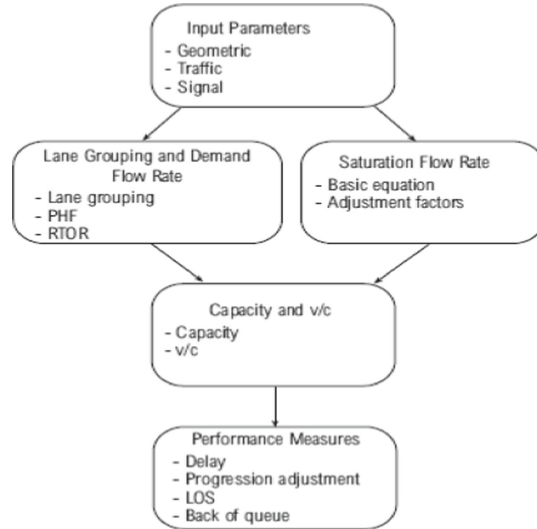 Input Parameters
- Geometric
- Traffic
- Signal
Lane Grouping and Demand
Flow Rate
- Lane grouping
- PHF
- RTOR
Saturation Flow Rate
- Basic equation
- Adjustment factors
Capacity and v/c
- Capacity
- v/c
Performance Measures
- Delay
- Progression adjustment
- LOS
- Back of queue